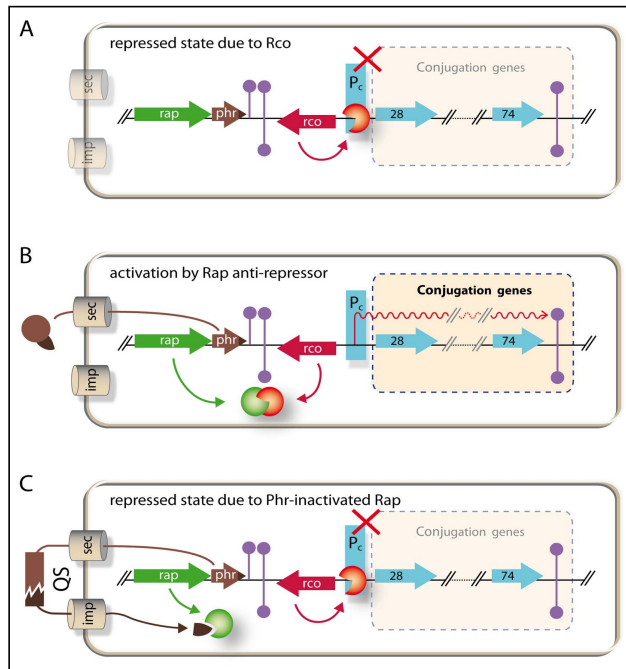 A
repressed state due to Rco
sec
imp
rap
phr
rco
Pc
Conjugation genes
28
74
B
activation by Rap anti-repressor
sec
imp
rap
phr
rco
Pc
Conjugation genes
28
74
C
repressed state due to Phr-inactivated Rap
QS
sec
imp
rap
phr
rco
Pc
Conjugation genes
28
74